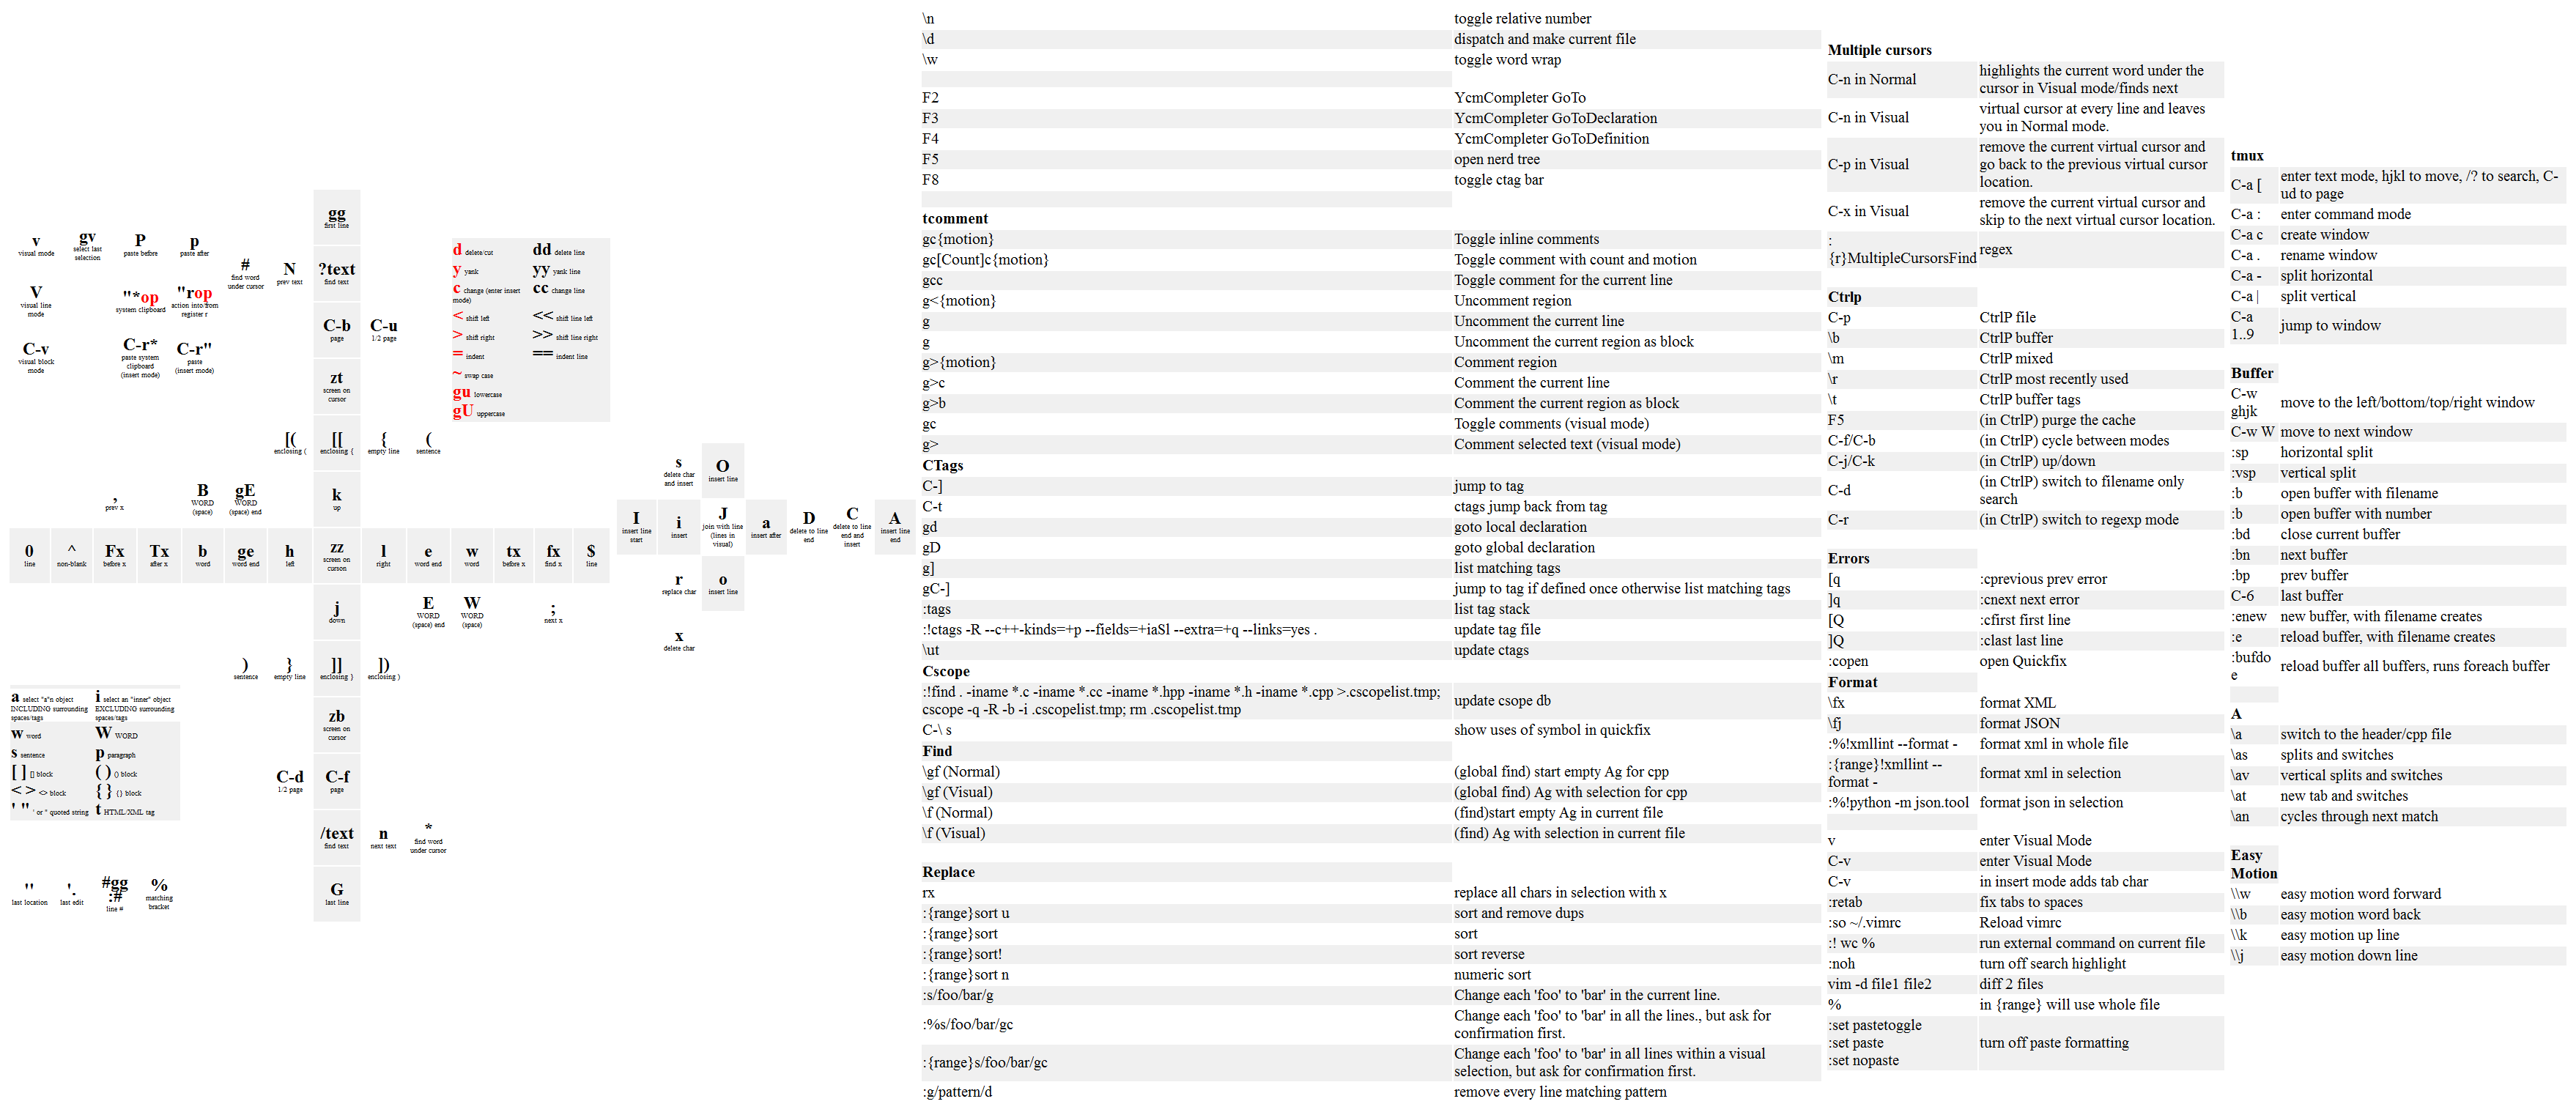 gg
first line
v
visual mode
gv
select last
selection
P
paste before
p
paste after
#
find word
under cursor
N
prev text
?text
find text
V
visual line
mode
"*op
system clipboard
"rop
action into/from
register r
C-b
page
C-u
1/2 page
C-v
visual block
mode
C-r*
paste system
clipboard
(insert mode)
C-r"
paste
(insert mode)
zt
screen on
cursor
d delete/cut
dd delete line
y yank
yy yank line
c change (enter insert
mode)
cc change line
< shift left
<< shift line left
> shift right
>> shift line right
= indent
== indent line
~ swap case
gu lowercase
gU uppercase
[(
enclosing (
[[
enclosing {
{
empty line
(
sentence
,
prev x
B
WORD
(space)
gE
WORD
(space) end
k
up
0
line
^
non-blank
Fx
before x
Tx
after x
b
word
ge
word end
h
left
zz
screen on
cursor
l
right
e
word end
w
word
tx
before x
fx
find x
$
line
j
down
E
WORD
(space) end
W
WORD
(space)
;
next x
)
sentence
}
empty line
]]
enclosing }
])
enclosing )
zb
screen on
cursor
C-d
1/2 page
C-f
page
/text
find text
n
next text
*
find word
under cursor
G
last line
a select "a"n object
INCLUDING surrounding
spaces/tags
i select an "inner" object
EXCLUDING surrounding
spaces/tags
w word
W WORD
s sentence
p paragraph
[ ] [] block
( ) () block
< > <> block
{ } {} block
' " ' or " quoted string
t HTML/XML tag
''
last location
'.
last edit
#gg
:#
line #
%
matching
bracket
s
delete char
and insert
O
insert line
I
insert line
start
i
insert
J
join with line
(lines in
visual)
a
insert after
D
delete to line
end
C
delete to line
end and
insert
A
insert line
end
r
replace char
o
insert line
x
delete char
\n toggle relative number
\d dispatch and make current file
\w toggle word wrap
F2 YcmCompleter GoTo
F3 YcmCompleter GoToDeclaration
F4 YcmCompleter GoToDefinition
F5 open nerd tree
F8 toggle ctag bar
tcomment
gc{motion} Toggle inline comments
gc[Count]c{motion} Toggle comment with count and motion
gcc Toggle comment for the current line
g<{motion} Uncomment region
g Uncomment the current line
g Uncomment the current region as block
g>{motion} Comment region
g>c Comment the current line
g>b Comment the current region as block
gc Toggle comments (visual mode)
g> Comment selected text (visual mode)
CTags
C-] jump to tag
C-t ctags jump back from tag
gd goto local declaration
gD goto global declaration
g] list matching tags
gC-] jump to tag if defined once otherwise list matching tags
:tags list tag stack
:!ctags -R --c++-kinds=+p --fields=+iaSl --extra=+q --links=yes . update tag file
\ut update ctags
Cscope
:!find . -iname *.c -iname *.cc -iname *.hpp -iname *.h -iname *.cpp >.cscopelist.tmp;
cscope -q -R -b -i .cscopelist.tmp; rm .cscopelist.tmp
update csope db
C-\ s show uses of symbol in quickfix
Find
\gf (Normal) (global find) start empty Ag for cpp
\gf (Visual) (global find) Ag with selection for cpp
\f (Normal) (find)start empty Ag in current file
\f (Visual) (find) Ag with selection in current file
Replace
rx replace all chars in selection with x
:{range}sort u sort and remove dups
:{range}sort sort
:{range}sort! sort reverse
:{range}sort n numeric sort
:s/foo/bar/g Change each 'foo' to 'bar' in the current line.
:%s/foo/bar/gc Change each 'foo' to 'bar' in all the lines., but ask for
confirmation first.
:{range}s/foo/bar/gc Change each 'foo' to 'bar' in all lines within a visual
selection, but ask for confirmation first.
:g/pattern/d remove every line matching pattern
Multiple cursors
C-n in Normal highlights the current word under the
cursor in Visual mode/finds next
C-n in Visual virtual cursor at every line and leaves
you in Normal mode.
C-p in Visual remove the current virtual cursor and
go back to the previous virtual cursor
location.
C-x in Visual remove the current virtual cursor and
skip to the next virtual cursor location.
:
{r}MultipleCursorsFind regex
Ctrlp
C-p CtrlP file
\b CtrlP buffer
\m CtrlP mixed
\r CtrlP most recently used
\t CtrlP buffer tags
F5 (in CtrlP) purge the cache
C-f/C-b (in CtrlP) cycle between modes
C-j/C-k (in CtrlP) up/down
C-d (in CtrlP) switch to filename only
search
C-r (in CtrlP) switch to regexp mode
Errors
[q :cprevious prev error
]q :cnext next error
[Q :cfirst first line
]Q :clast last line
:copen open Quickfix
Format
\fx format XML
\fj format JSON
:%!xmllint --format - format xml in whole file
:{range}!xmllint --
format - format xml in selection
:%!python -m json.tool format json in selection
v enter Visual Mode
C-v enter Visual Mode
C-v in insert mode adds tab char
:retab fix tabs to spaces
:so ~/.vimrc Reload vimrc
:! wc % run external command on current file
:noh turn off search highlight
vim -d file1 file2 diff 2 files
% in {range} will use whole file
:set pastetoggle
:set paste
:set nopaste
turn off paste formatting
tmux
C-a [ enter text mode, hjkl to move, /? to search, C-
ud to page
C-a : enter command mode
C-a c create window
C-a . rename window
C-a - split horizontal
C-a | split vertical
C-a
1..9 jump to window
Buffer
C-w
ghjk move to the left/bottom/top/right window
C-w W move to next window
:sp horizontal split
:vsp vertical split
:b open buffer with filename
:b open buffer with number
:bd close current buffer
:bn next buffer
:bp prev buffer
C-6 last buffer
:enew new buffer, with filename creates
:e reload buffer, with filename creates
:bufdo
e reload buffer all buffers, runs foreach buffer
A
\a switch to the header/cpp file
\as splits and switches
\av vertical splits and switches
\at new tab and switches
\an cycles through next match
Easy
Motion
\\w easy motion word forward
\\b easy motion word back
\\k easy motion up line
\\j easy motion down line